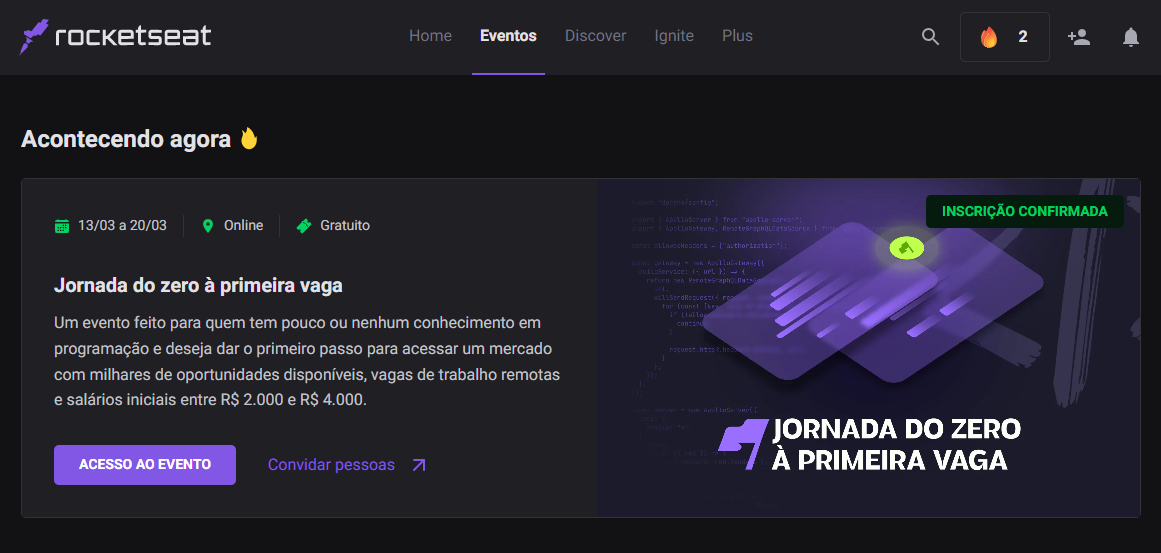 rocketseat
Home Eventos Discover Ignite Plus
2
Acontecendo agora
13/03 a 20/03 Online Gratuito
INSCRIÇÃO CONFIRMADA
Jornada do zero à primeira vaga
Um evento feito para quem tem pouco ou nenhum conhecimento em
programação e deseja dar o primeiro passo para acessar um mercado
com milhares de oportunidades disponíveis, vagas de trabalho remotas
e salários iniciais entre R$ 2.000 e R$ 4.000.
ACESSO AO EVENTO Convidar pessoas
JORNADA DO ZERO
À PRIMEIRA VAGA